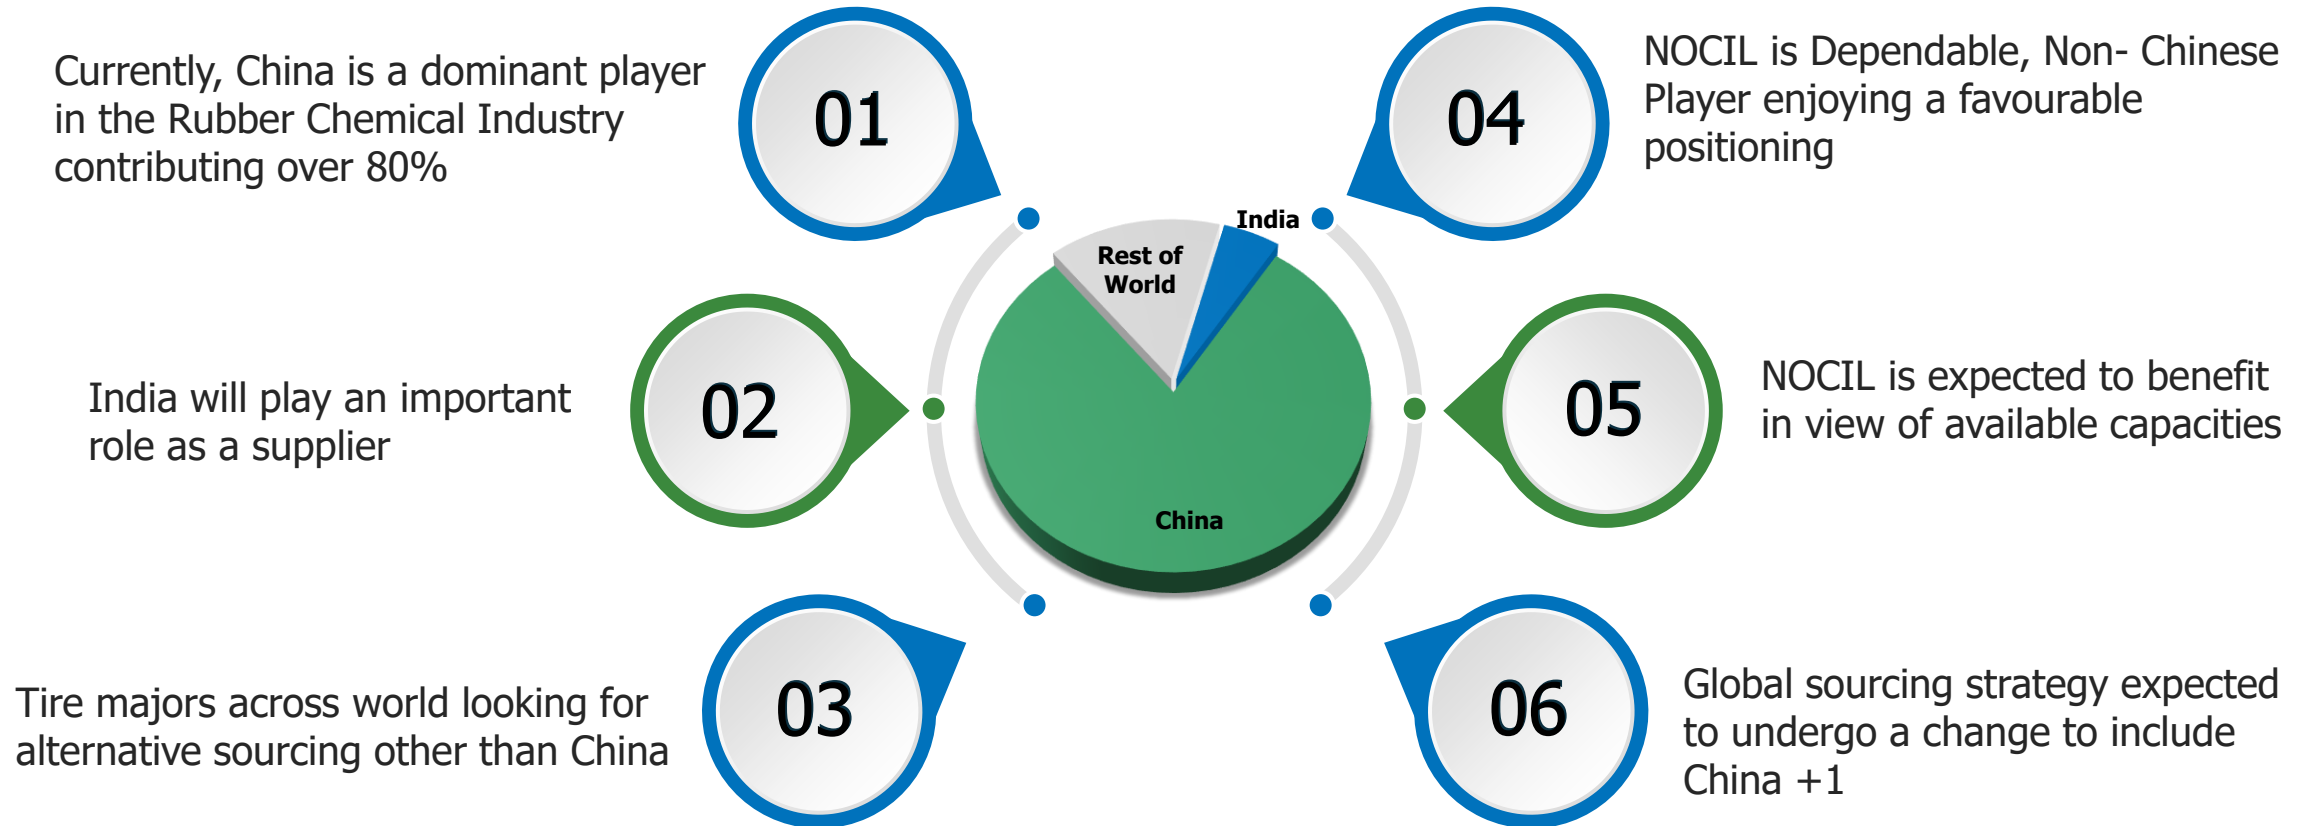 Currently, China is a dominant player
in the Rubber Chemical Industry
contributing over 80%
01
India will play an important
role as a supplier
02
Tire majors across world looking for
alternative sourcing other than China
03
India
Rest of
World
China
04
NOCIL is Dependable, Non- Chinese
Player enjoying a favourable
positioning
05
NOCIL is expected to benefit
in view of available capacities
06
Global sourcing strategy expected
to undergo a change to include
China +1